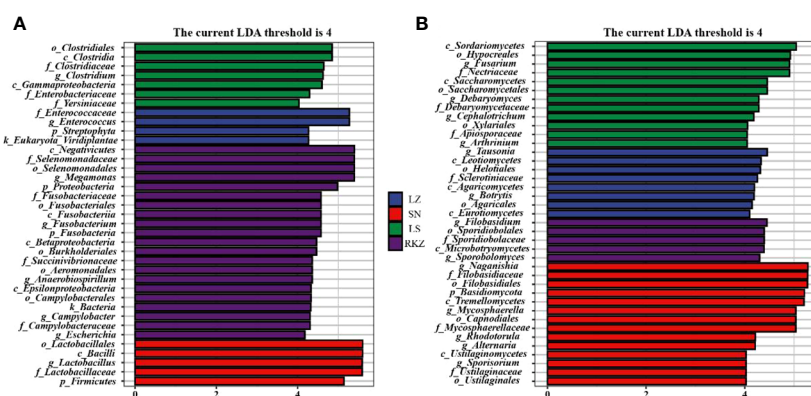 A
The current LDA threshold is 4
o_Clostridiales
c_Clostridia
f_Clostridiaceae
g_Clostridium
c_Gammaproteobacteria
f_Enterobacteriaceae
f_Yersiniaceae
f_Enterococcaceae
g_Enterococcus
p_Streptophyta
k_Eukaryota_Viridiplantae
c_Negativicutes
f_Selenomonadaceae
o_Selenomonadales
g_Megamonas
p_Proteobacteria
f_Fusobacteriaceae
o_Fusobacteriales
c_Fusobacteriia
g_Fusobacterium
p_Fusobacteria
c_Betaproteobacteria
o_Burkholderiales
f_Succinivibrionaceae
o_Aeromonadales
g_Anaerobiospirillum
c_Epsilonproteobacteria
o_Campylobacterales
k_Bacteria
g_Campylobacter
f_Campylobacteraceae
g_Escherichia
o_Lactobacillales
c_Bacilli
g_Lactobacillus
f_Lactobacillaceae
p_Firmicutes
0
2
4
LZ
SN
LS
RKZ
B
The current LDA threshold is 4
c_Sordariomycetes
o_Hypocreales
g_Fusarium
f_Nectriaceae
c_Saccharomycetes
o_Saccharomycetales
g_Debaryomyces
f_Debaryomycetaceae
g_Cephalotrichum
o_Xylariales
f_Apiosporaceae
g_Arthrinium
g_Tausonia
c_Leotiomycetes
o_Helotiales
f_Sclerotiniaceae
c_Agaricomycetes
g_Botrytis
o_Agaricales
c_Eurotiomycetes
g_Filobasidium
o_Sporidiobolales
f_Sporidiobolaceae
c_Microbotryomycetes
g_Sporobolomyces
g_Naganishia
f_Filobasidiaceae
o_Filobasidiales
p_Basidiomycota
c_Tremellomycetes
g_Mycosphaerella
o_Capnodiales
f_Mycosphaerellaceae
g_Rhodotorula
g_Alternaria
c_Ustilaginomycetes
g_Sporisorium
f_Ustilaginaceae
o_Ustilaginales
0
2
4